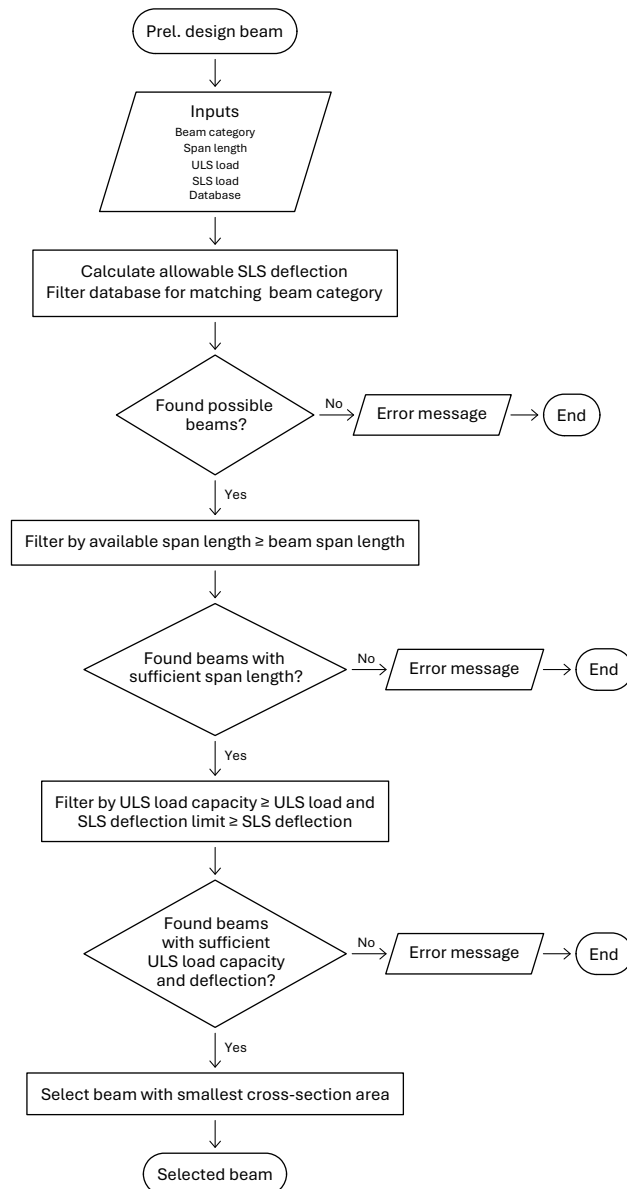 Prel. design beam
Inputs
Beam category
Span length
ULS load
SLS load
Database
Calculate allowable SLS deflection
Filter database for matching beam category
Found possible
beams?
No
Error message
End
Yes
Filter by available span length ≥ beam span length
Found beams with
sufficient span length?
No
Error message
End
Yes
Filter by ULS load capacity ≥ ULS load and
SLS deflection limit ≥ SLS deflection
Found beams
with sufficient
ULS load capacity
and deflection?
No
Error message
End
Yes
Select beam with smallest cross-section area
Selected beam